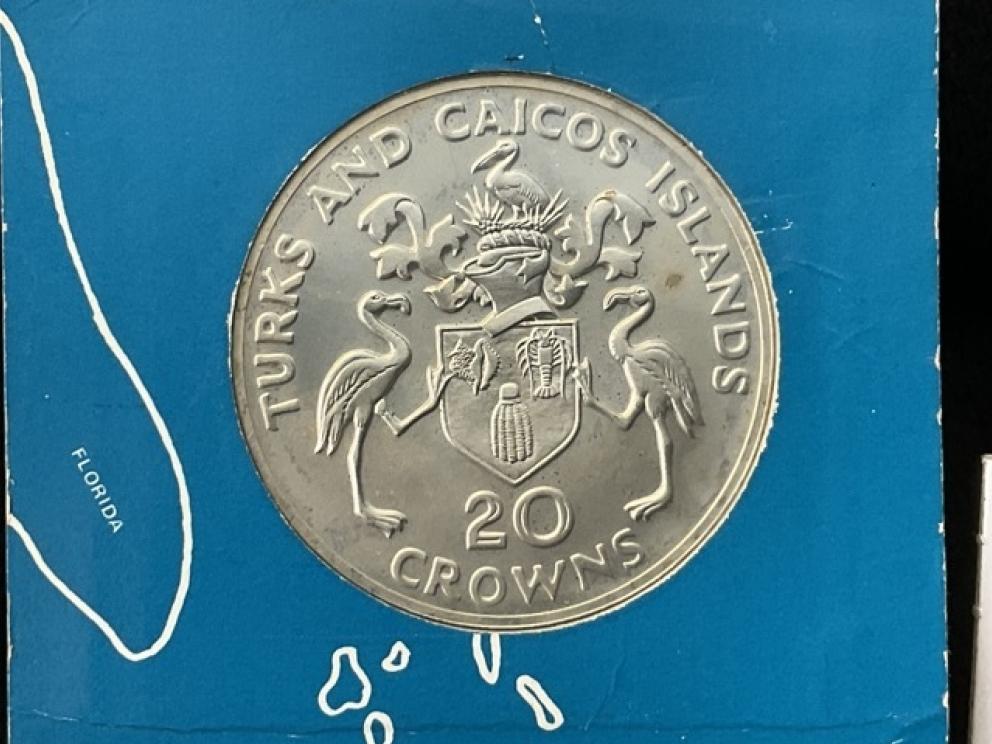 TURKS AND CAICOS ISLANDS
FLORIDA
20
CROWNS